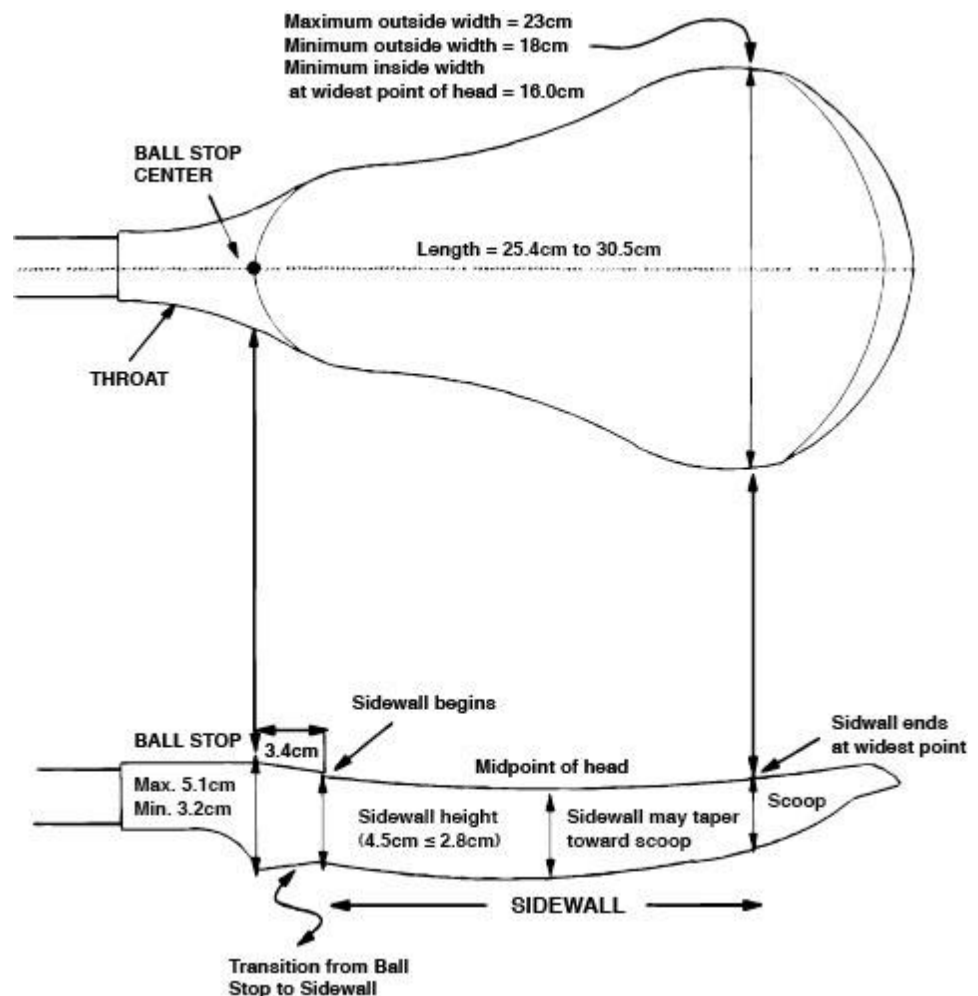 Maximum outside width = 23cm
Minimum outside width = 18cm
Minimum inside width
at widest point of head = 16.0cm
BALL STOP
CENTER
Length = 25.4cm to 30.5cm
THROAT
Sidewall begins
BALL STOP
3.4cm
Sidwall ends
at widest point
Midpoint of head
Max. 5.1cm
Min. 3.2cm
Sidewall height
(4.5cm ≤ 2.8cm)
Sidewall may taper
toward scoop
Scoop
SIDEWALL
Transition from Ball
Stop to Sidewall